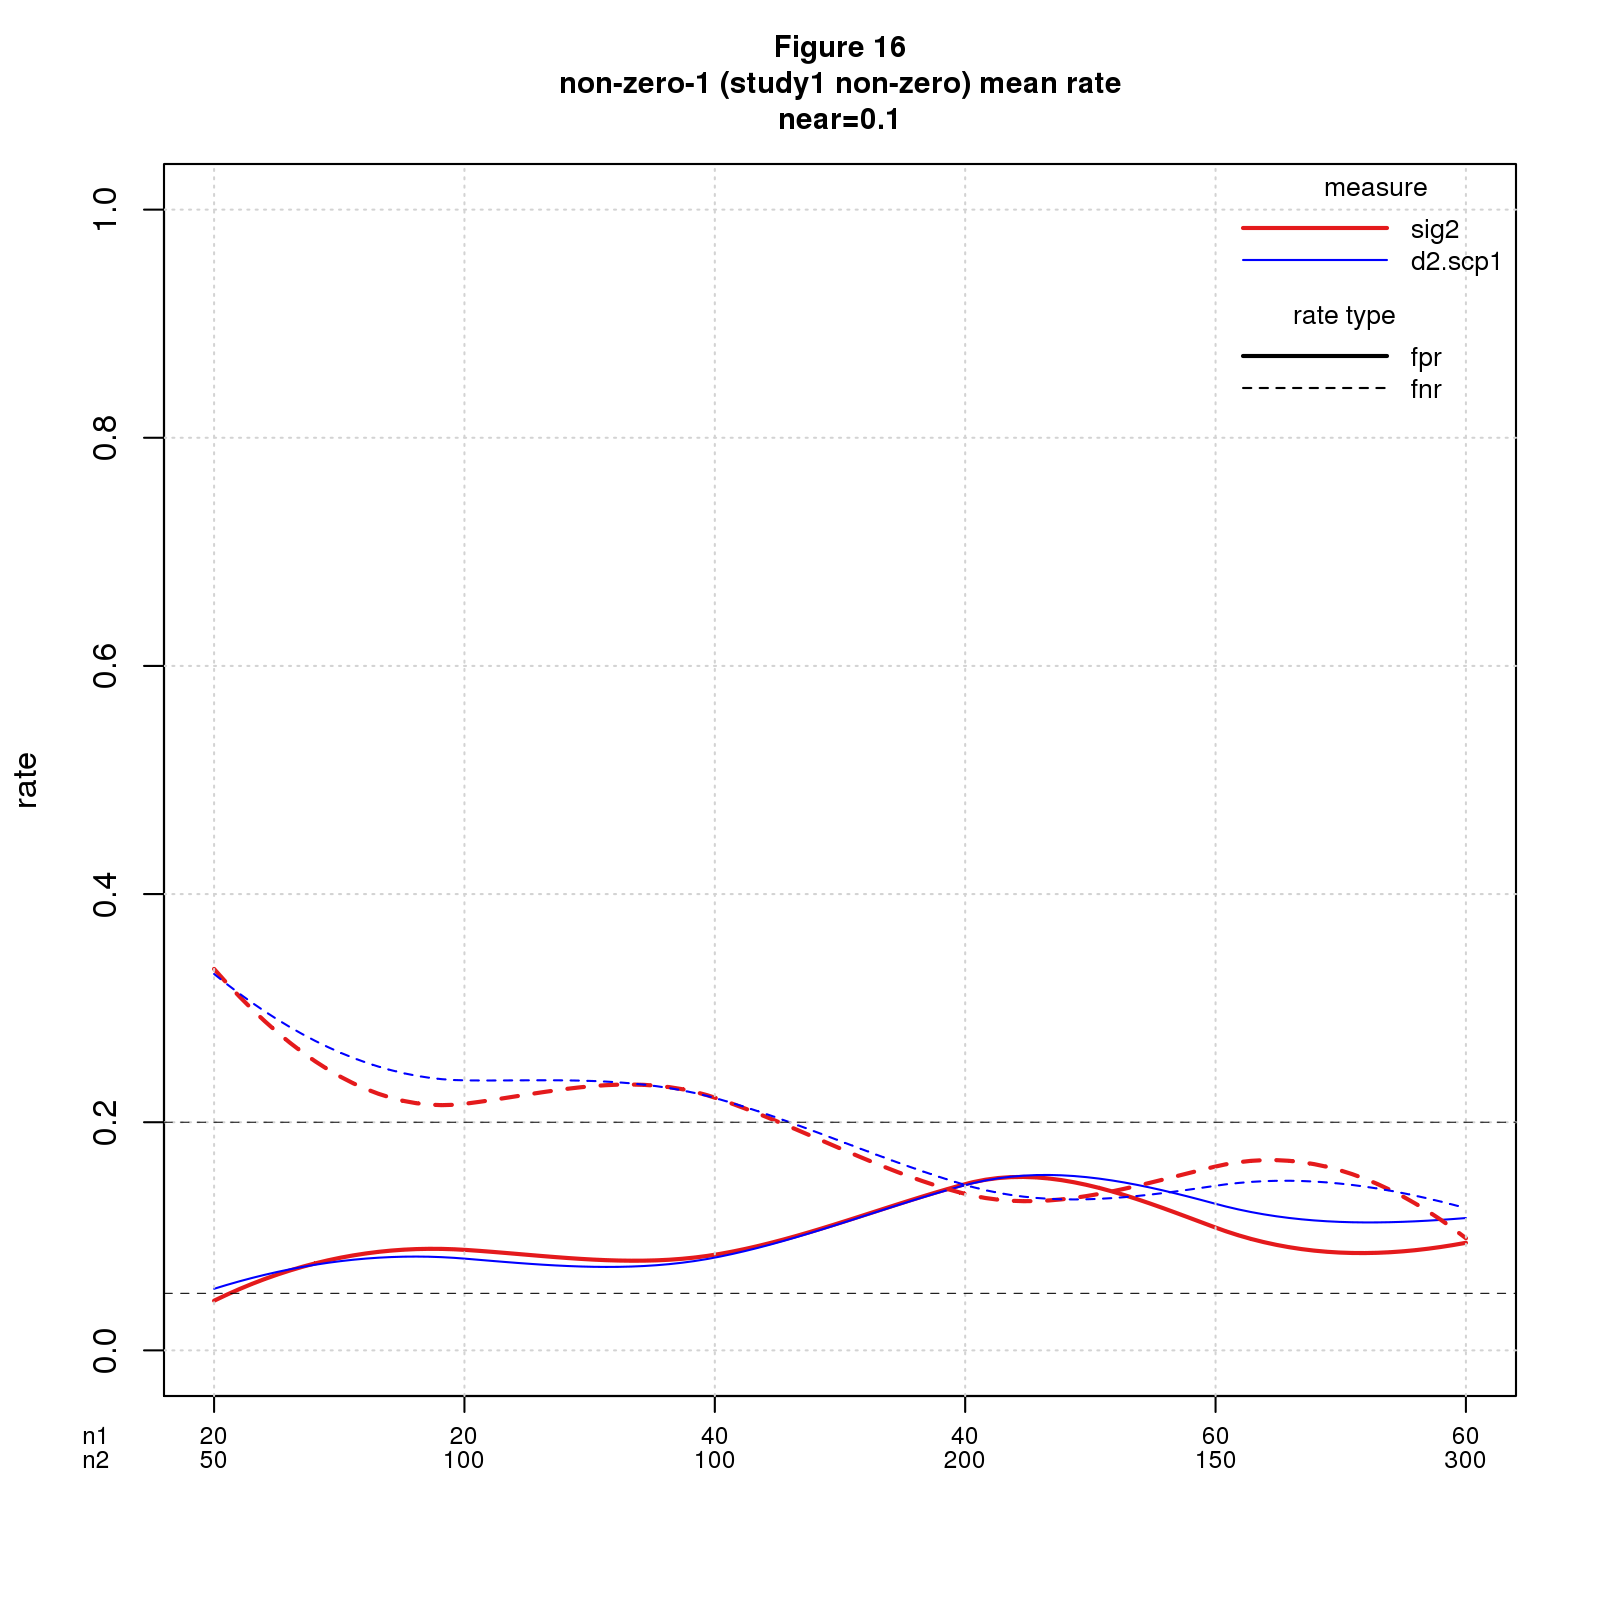 Figure 16
non-zero-1 (study1 non-zero) mean rate
near=0.1
measure
sig2
d2.scp1
rate type
fpr
fnr
rate
1.0
0.8
0.6
0.4
0.2
0.0
n1 20 20 40 40 60 60
n2 50 100 100 200 150 300